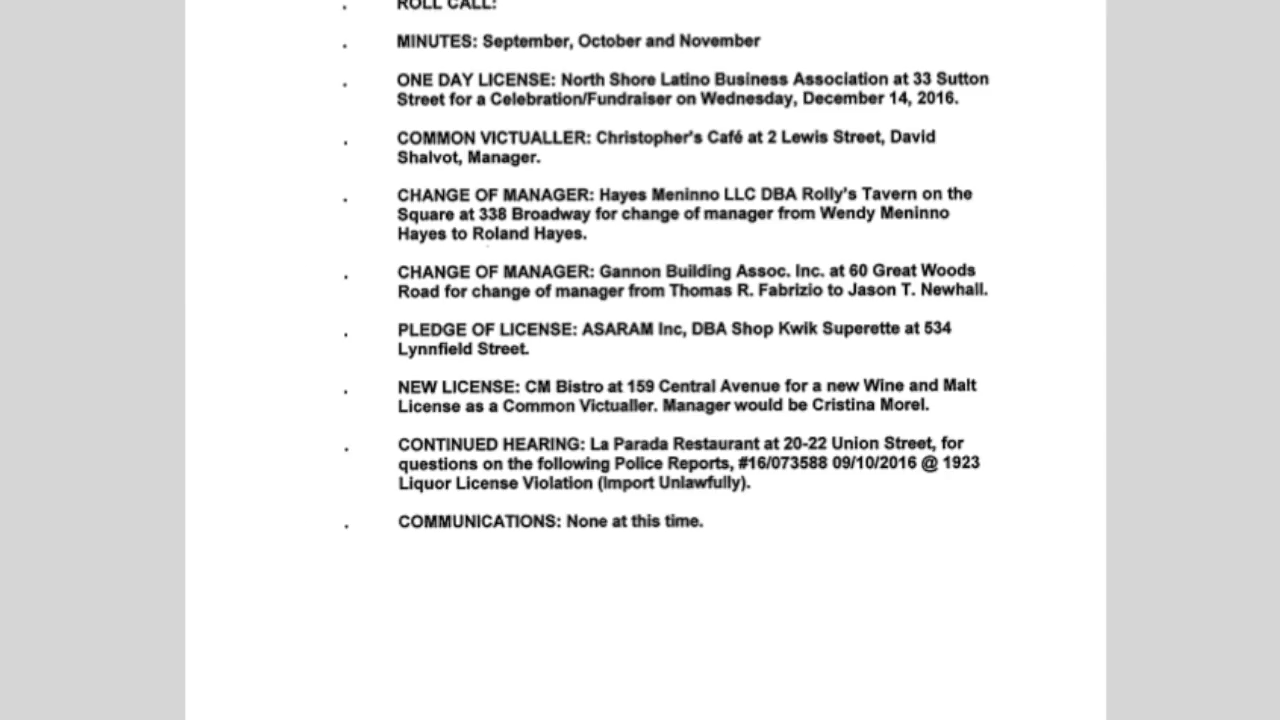 ROLL CALL:
. MINUTES: September, October and November
. ONE DAY LICENSE: North Shore Latino Business Association at 33 Sutton
Street for a Celebration/Fundraiser on Wednesday, December 14, 2016.
. COMMON VICTUALLER: Christopher's Café at 2 Lewis Street, David
Shalvot, Manager.
. CHANGE OF MANAGER: Hayes Meninno LLC DBA Rolly's Tavern on the
Square at 338 Broadway for change of manager from Wendy Meninno
Hayes to Roland Hayes.
. CHANGE OF MANAGER: Gannon Building Assoc. Inc. at 60 Great Woods
Road for change of manager from Thomas R. Fabrizio to Jason T. Newhall.
. PLEDGE OF LICENSE: ASARAM Inc, DBA Shop Kwik Superette at 534
Lynnfield Street.
. NEW LICENSE: CM Bistro at 159 Central Avenue for a new Wine and Malt
License as a Common Victualler. Manager would be Cristina Morel.
. CONTINUED HEARING: La Parada Restaurant at 20-22 Union Street, for
questions on the following Police Reports, #16/073588 09/10/2016 @ 1923
Liquor License Violation (Import Unlawfully).
. COMMUNICATIONS: None at this time.